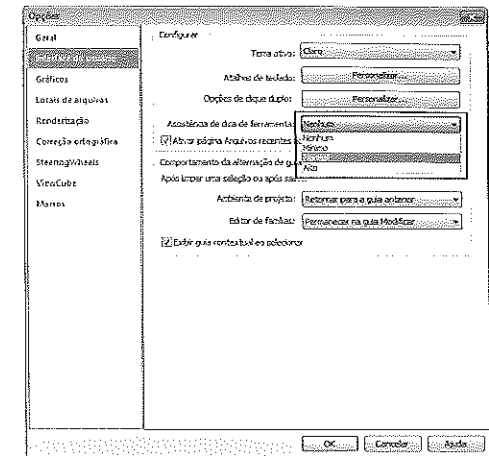 Opções
Geral
Interface do usuário
Gráficos
Locais de arquivos
Renderização
Correção ortográfica
SteeringWheels
ViewCube
Macros
Configurar
Tema ativo: Claro
Atalhos de teclado: Personalizar...
Opções de clique duplo: Personalizar...
Assistência de dica de ferramenta: Nenhum
Nenhum
Mínimo
Alto
Ativar página Arquivos recentes
Comportamento da alternação de
Após limpar uma seleção ou após
Ambiente de projeto: Retornar para a guia anterior
Editor de famílias: Permanecer na guia Modificar
Exibir guia contextual ao selecionar
OK
Cancelar
Ajuda